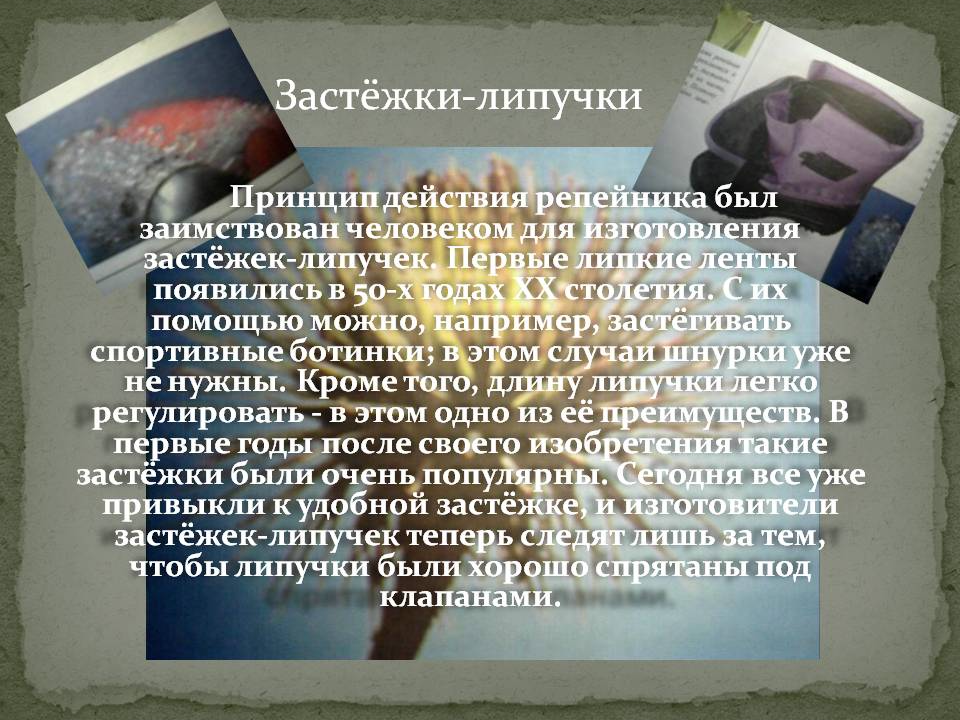 Застёжки-липучки
Принцип действия репейника был
заимствован человеком для изготовления
застёжек-липучек. Первые липкие ленты
появились в 50-х годах XX столетия. С их
помощью можно, например, застёгивать
спортивные ботинки; в этом случаи шнурки уже
не нужны. Кроме того, длину липучки легко
регулировать - в этом одно из её преимуществ. В
первые годы после своего изобретения такие
застёжки были очень популярны. Сегодня все уже
привыкли к удобной застёжке, и изготовители
застёжек-липучек теперь следят лишь за тем,
чтобы липучки были хорошо спрятаны под
клапанами.